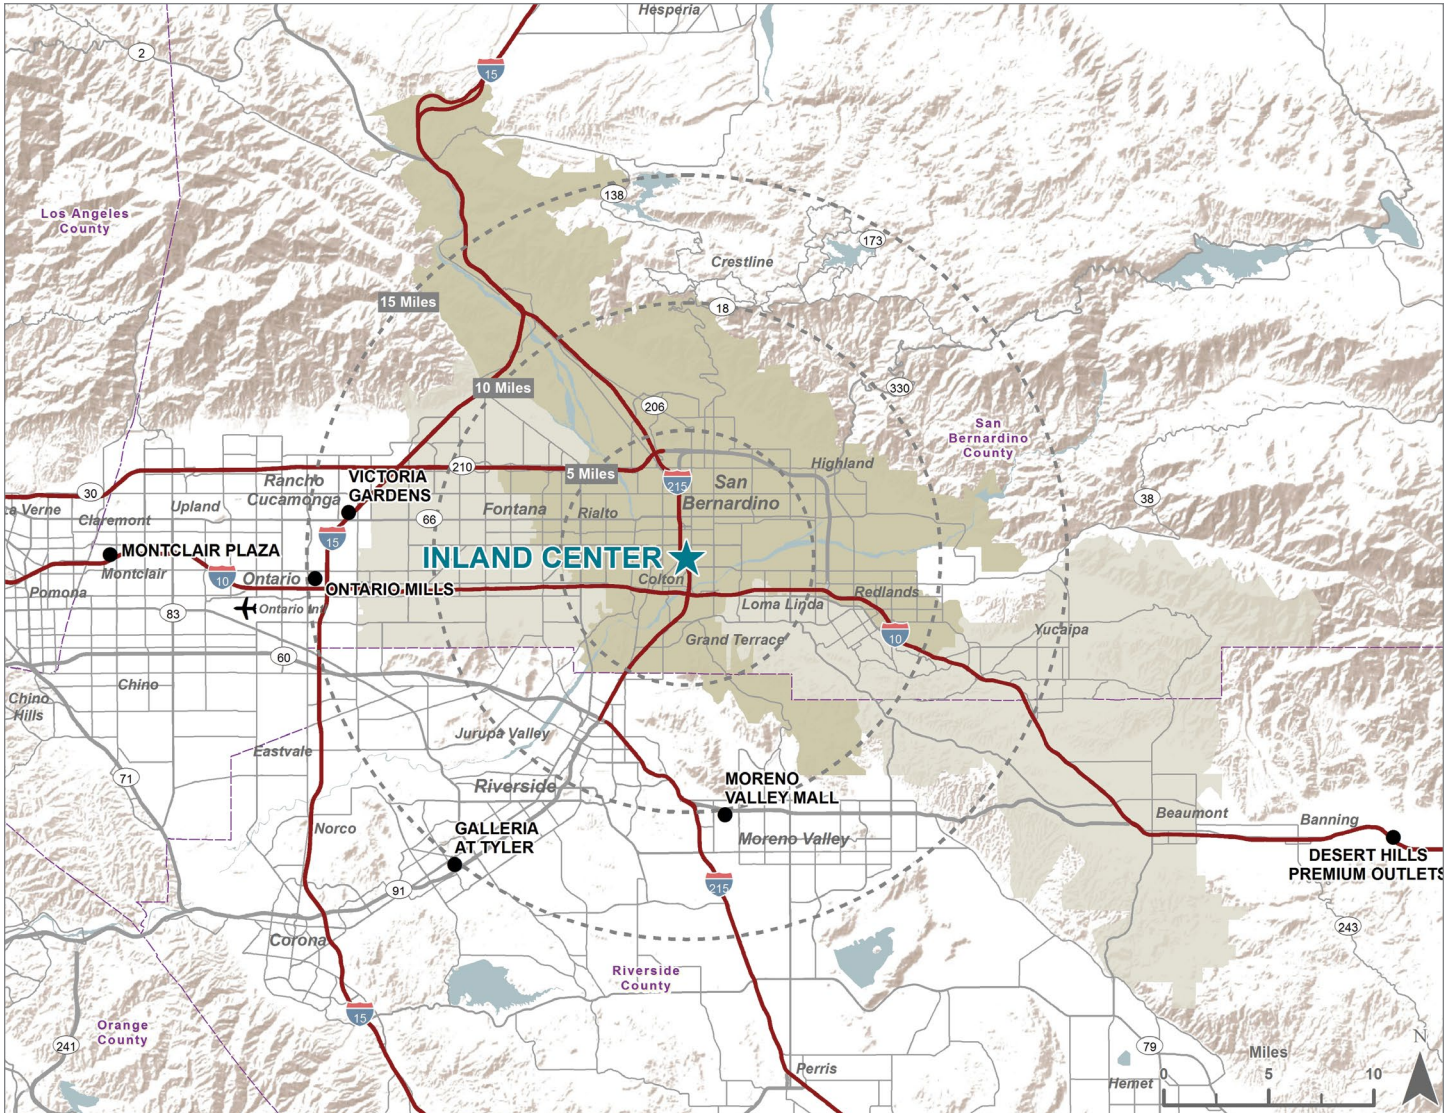 Hesperia
2
15
Los Angeles
County
138
173
Crestline
15 Miles
18
10 Miles
330
206
San
Bernardino
County
5 Miles
Highland
210
Rancho
Cucamonga
VICTORIA
GARDENS
215
San
Bernardino
30
Verne
Claremont
Upland
66
Fontana
Rialto
38
15
MONTCLAIR PLAZA
INLAND CENTER
Montclair
10
Ontario
ONTARIO MILLS
Colton
Pomona
83
Ontario Int
Loma Linda
Redlands
10
Grand Terrace
Yucaipa
60
Chino
Chino
Hills
Jurupa Valley
Eastvale
71
Riverside
MORENO
VALLEY MALL
Norco
GALLERIA
AT TYLER
Moreno Valley
Beaumont
Banning
DESERT HILLS
PREMIUM OUTLETS
91
215
243
Corona
Riverside
County
15
Orange
County
241
79
Perris
Hemet
Miles
0
5
10
N